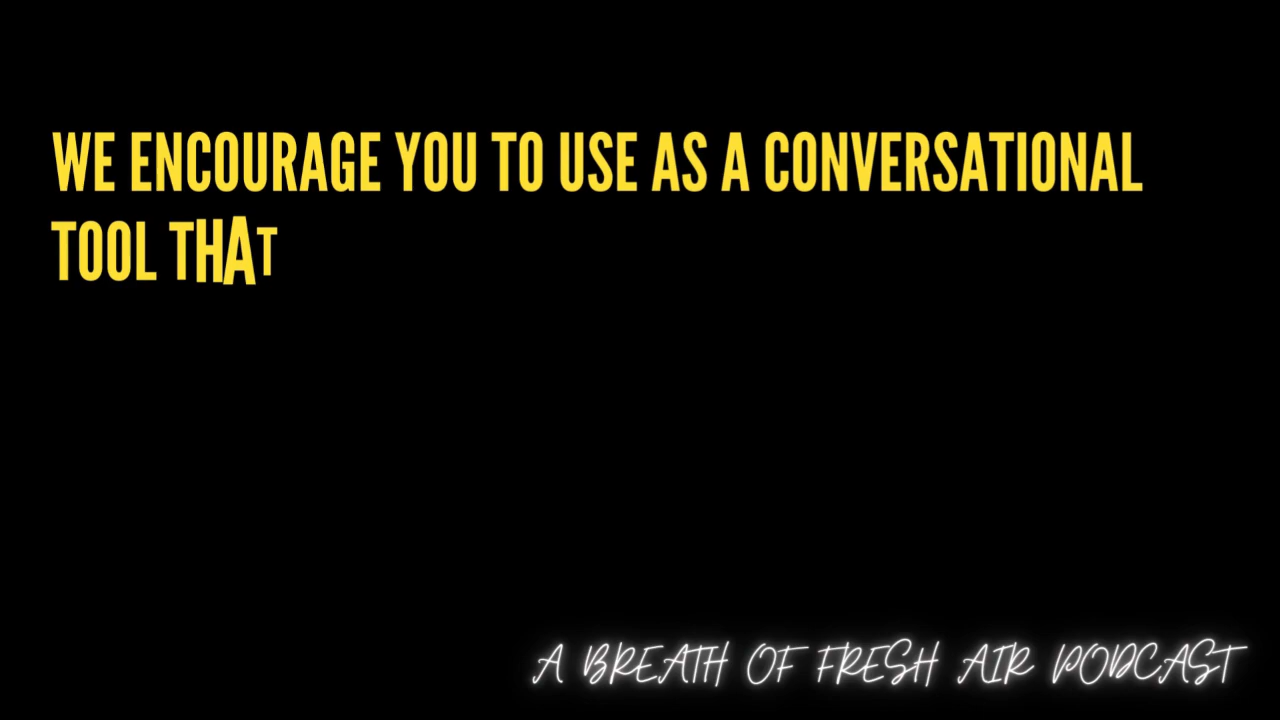 WE ENCOURAGE YOU TO USE AS A CONVERSATIONAL
TOOL THAT
A BREATH OF FRESH AIR PODCAST